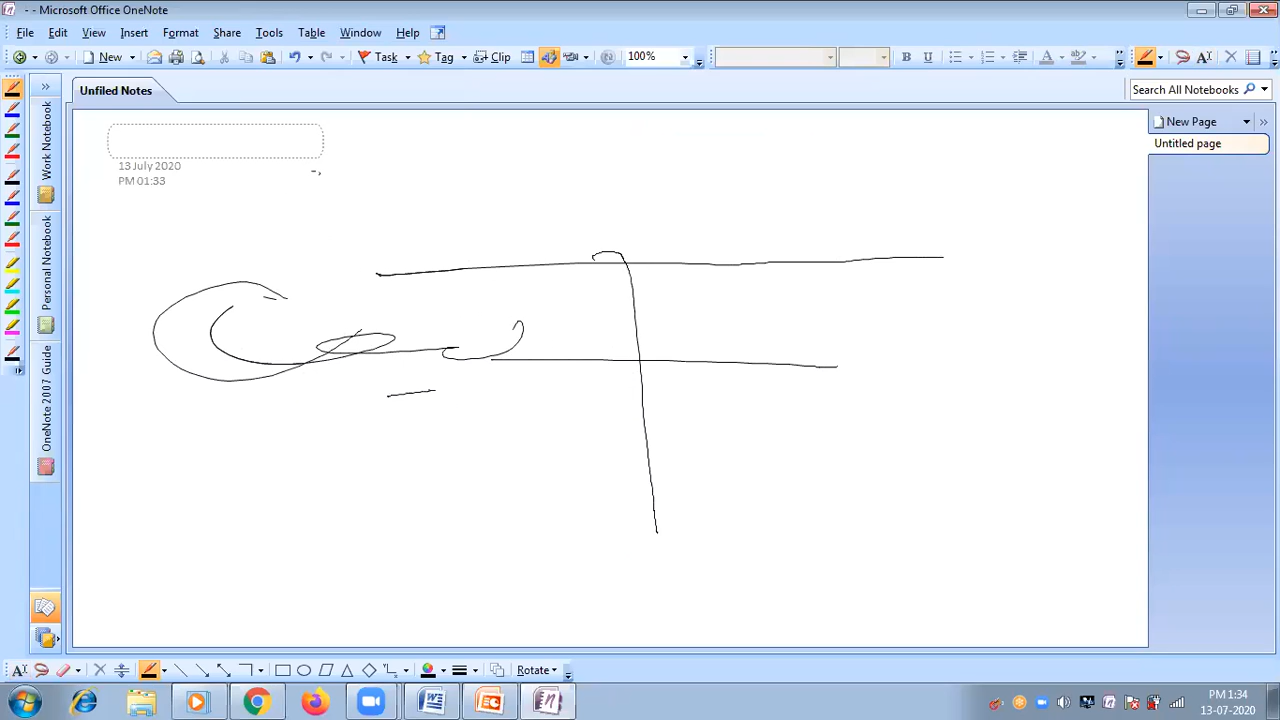 - - Microsoft Office OneNote
File Edit View Insert Format Share Tools Table Window Help
New Task Tag Clip 100% B U A ab
Unfiled Notes
Search All Notebooks
New Page
Untitled page
13 July 2020
PM 01:33
Work Notebook
Personal Notebook
OneNote 2007 Guide
Rotate
PM 1:34
13-07-2020